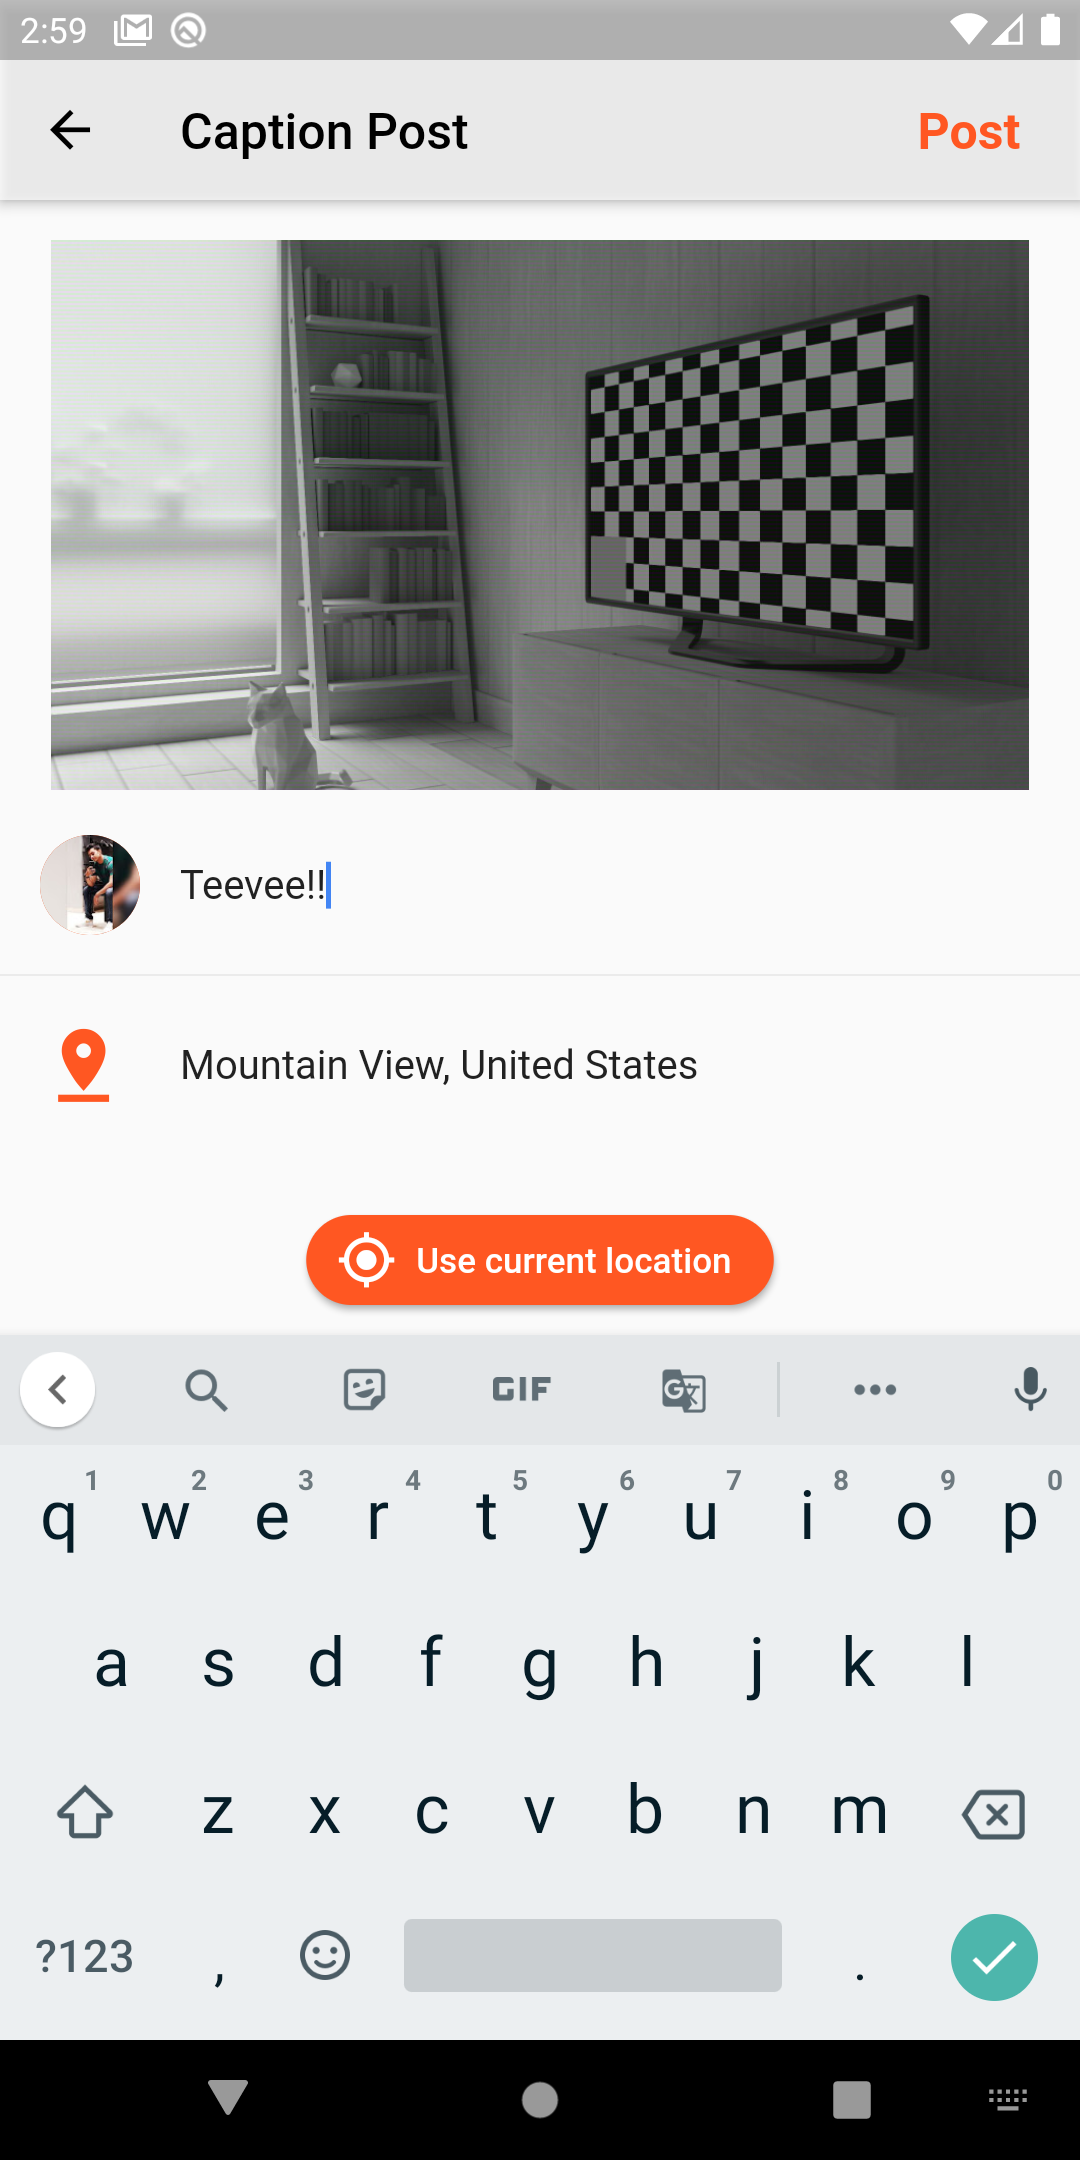 2:59
Caption Post
Post
Teevee!!
Mountain View, United States
Use current location
GIF
G
1 2 3 4 5 6 7 8 9 0
q w e r t y u i o p
a s d f g h j k l
z x c v b n m
?123 , .